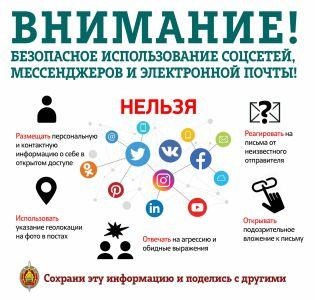 ВНИМАНИЕ!
БЕЗОПАСНОЕ ИСПОЛЬЗОВАНИЕ СОЦСЕТЕЙ,
МЕССЕНДЖЕРОВ И ЭЛЕКТРОННОЙ ПОЧТЫ!
НЕЛЬЗЯ
Размещать персональную
и контактную
информацию о себе в
открытом доступе
Реагировать на
письма от
неизвестного
отправителя
Использовать
указание геолокации
на фото в постах
Отвечать на агрессию и
обидные выражения
Открывать
подозрительное
вложение к письму
Сохрани эту информацию и поделись с другими